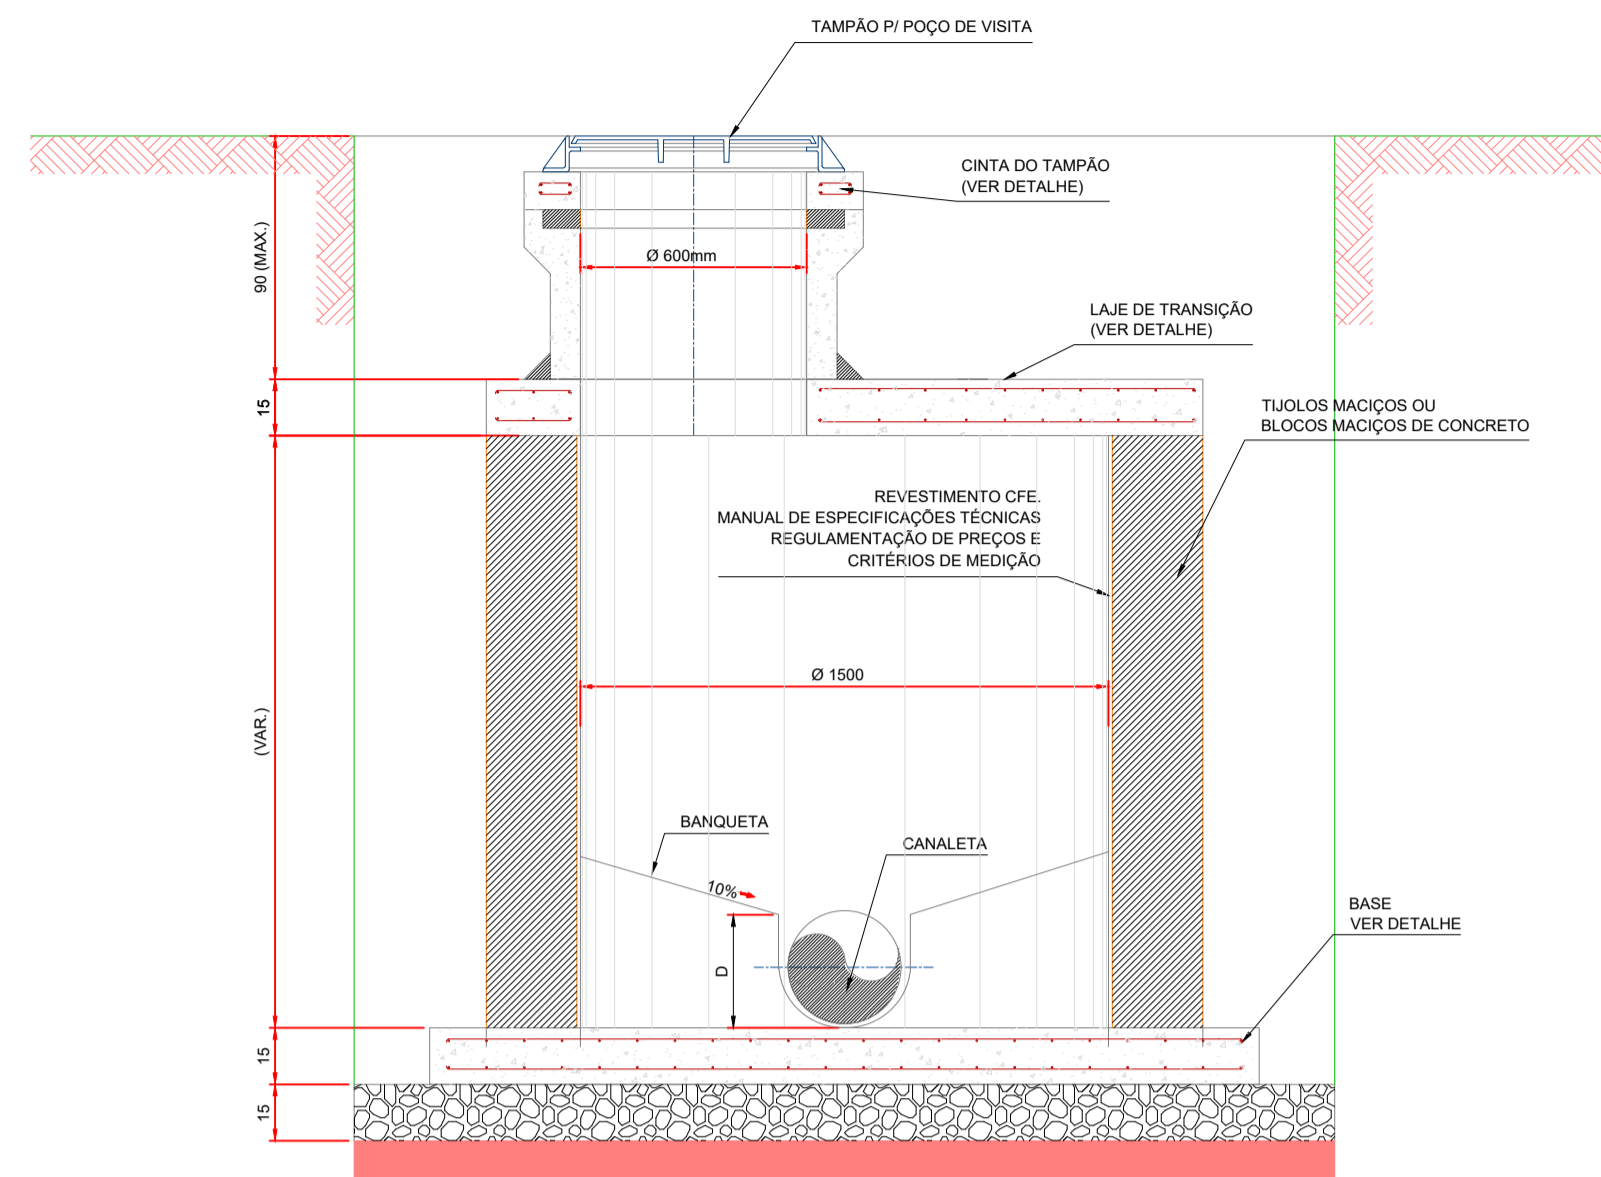 TAMPÃO P/ POÇO DE VISITA
CINTA DO TAMPÃO
(VER DETALHE)
90 (MAX.)
Ø 600mm
LAJE DE TRANSIÇÃO
(VER DETALHE)
15
TIJOLOS MACIÇOS OU
BLOCOS MACIÇOS DE CONCRETO
REVESTIMENTO CFE.
MANUAL DE ESPECIFICAÇÕES TÉCNICAS
REGULAMENTAÇÃO DE PREÇOS E
CRITÉRIOS DE MEDIÇÃO
Ø 1500
(VAR.)
BANQUETA
CANALETA
10%
BASE
VER DETALHE
D
15
15